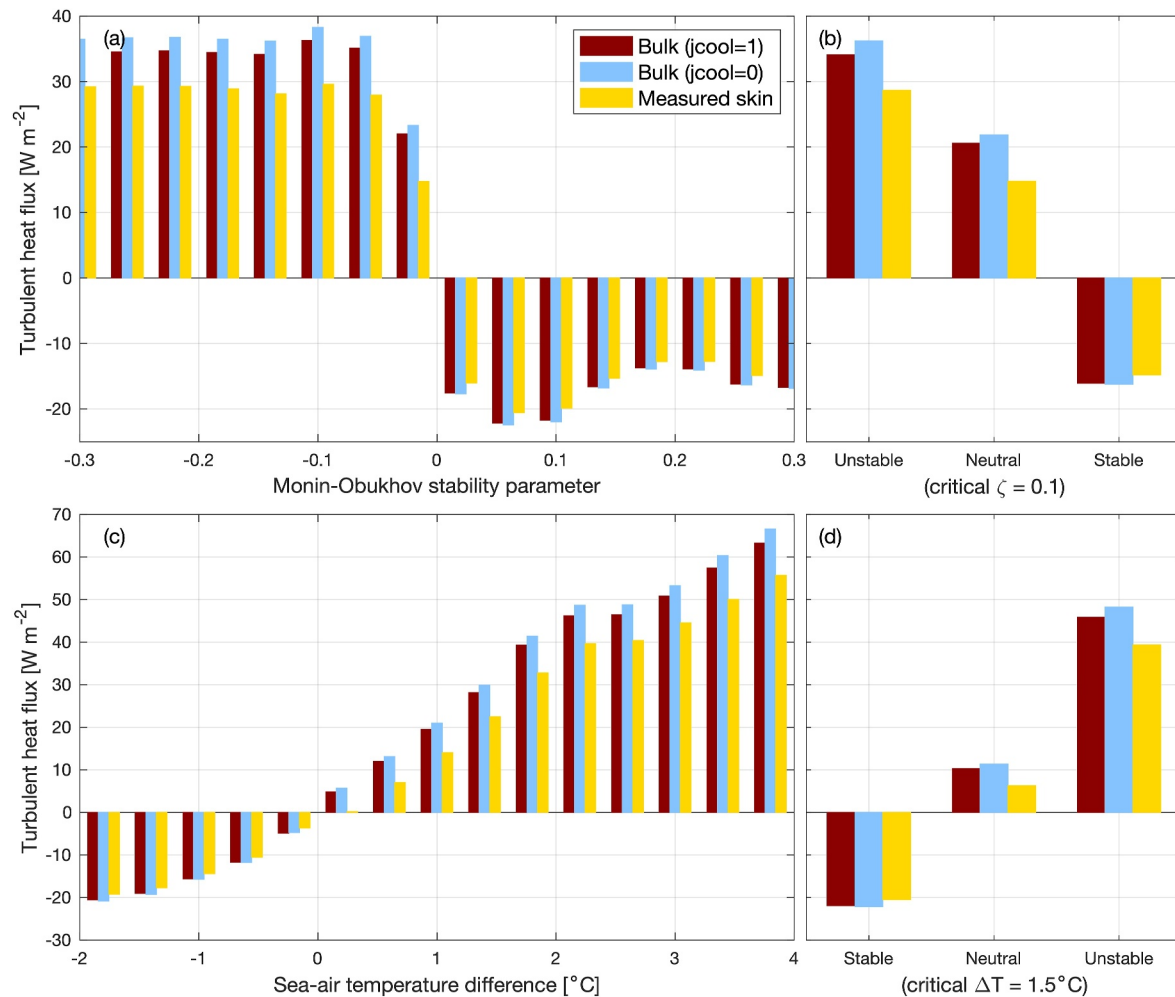 (a)
Bulk (jcool=1)
Bulk (jcool=0)
Measured skin
40
30
20
10
0
-10
-20
Turbulent heat flux [W m-2]
-0.3
-0.2
-0.1
0
0.1
0.2
0.3
Monin-Obukhov stability parameter
(b)
Unstable
Neutral
Stable
(critical ζ = 0.1)
(c)
70
60
50
40
30
20
10
0
-10
-20
-30
Turbulent heat flux [W m-2]
-2
-1
0
1
2
3
4
Sea-air temperature difference [°C]
(d)
Stable
Neutral
Unstable
(critical ΔT = 1.5°C)